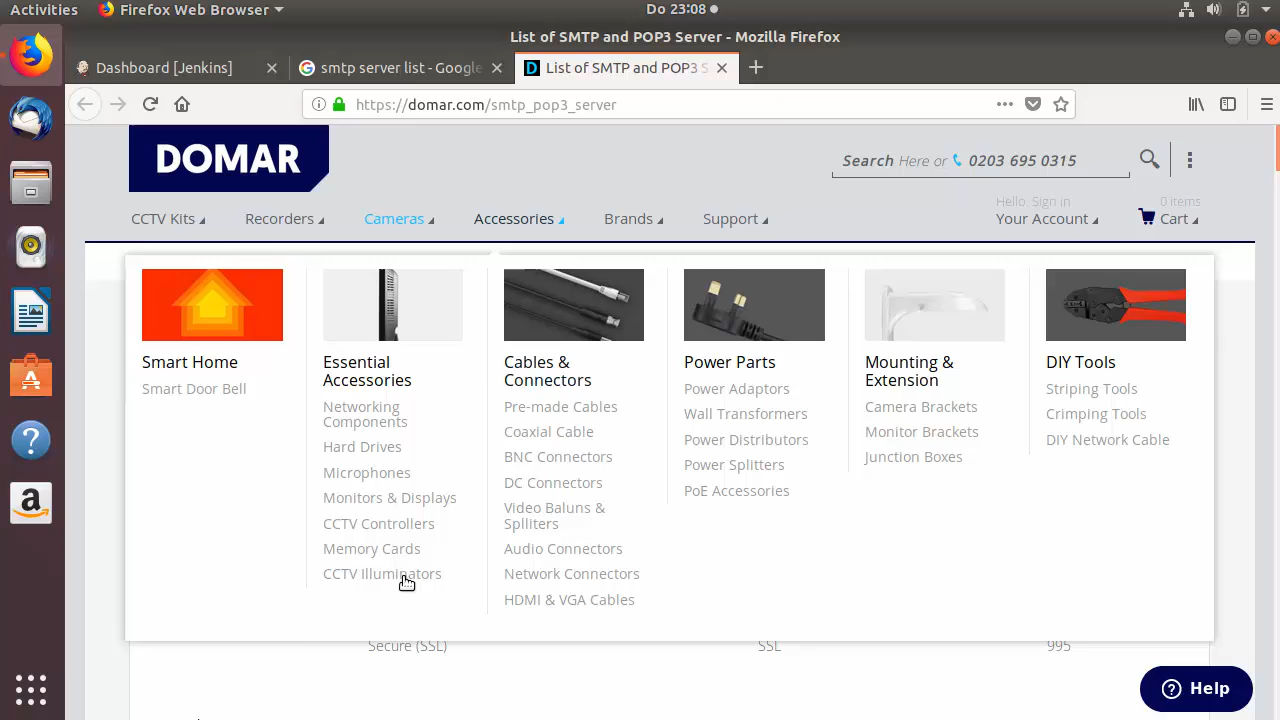 Activities Firefox Web Browser Do 23:08
List of SMTP and POP3 Server - Mozilla Firefox
Dashboard [Jenkins] smtp server list - Google List of SMTP and POP3 S
https://domar.com/smtp_pop3_server
DOMAR
Search Here or 0203 695 0315
Hello. Sign in 0 items
CCTV Kits Recorders Cameras Accessories Brands Support Your Account Cart
Smart Home
Smart Door Bell
Essential
Accessories
Networking
Components
Hard Drives
Microphones
Monitors & Displays
CCTV Controllers
Memory Cards
CCTV Illuminators
Cables &
Connectors
Pre-made Cables
Coaxial Cable
BNC Connectors
DC Connectors
Video Baluns &
Splliters
Audio Connectors
Network Connectors
HDMI & VGA Cables
Power Parts
Power Adaptors
Wall Transformers
Power Distributors
Power Splitters
PoE Accessories
Mounting &
Extension
Camera Brackets
Monitor Brackets
Junction Boxes
DIY Tools
Striping Tools
Crimping Tools
DIY Network Cable
Secure (SSL) SSL 995
Help